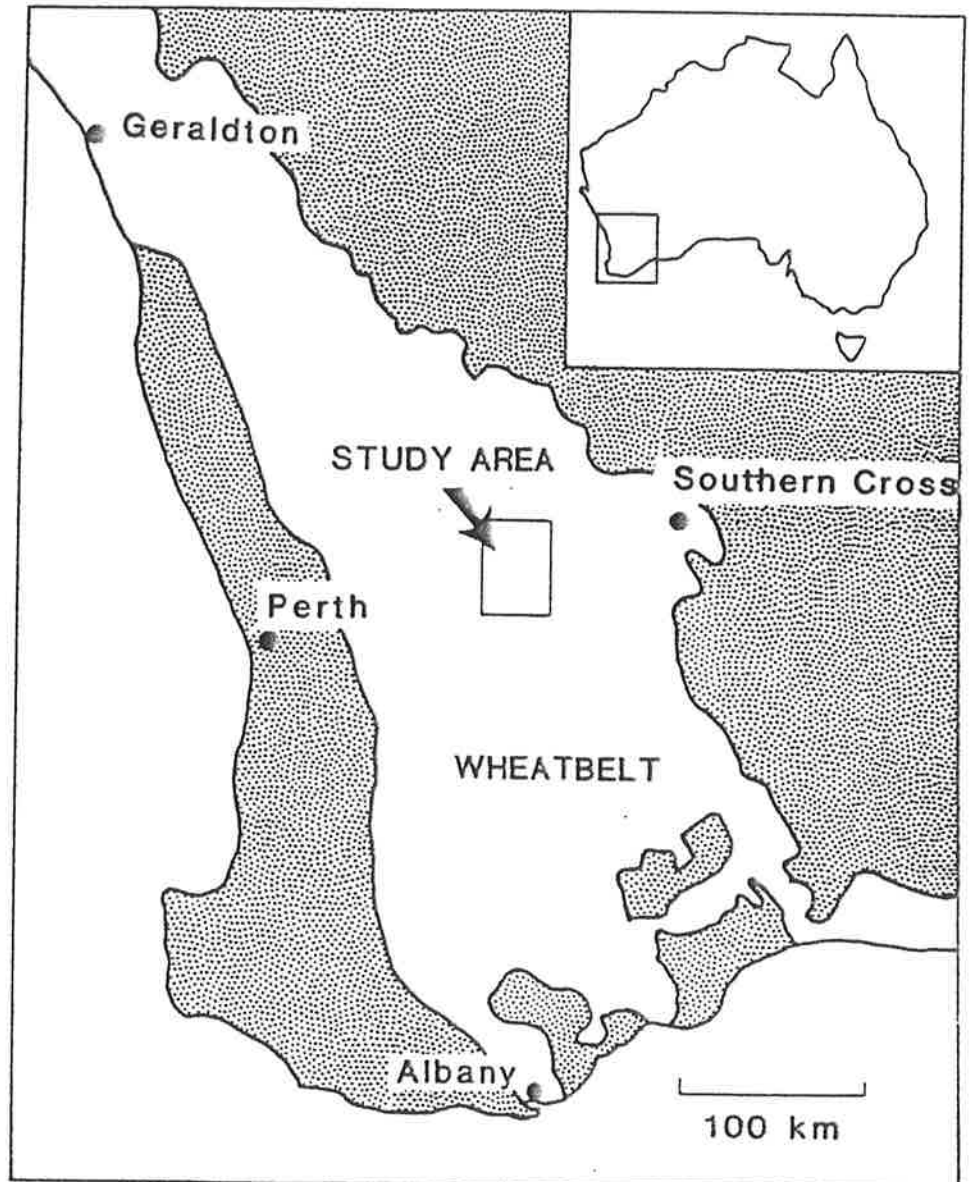 Geraldton
STUDY AREA
Southern Cross
Perth
WHEATBELT
Albany
100 km